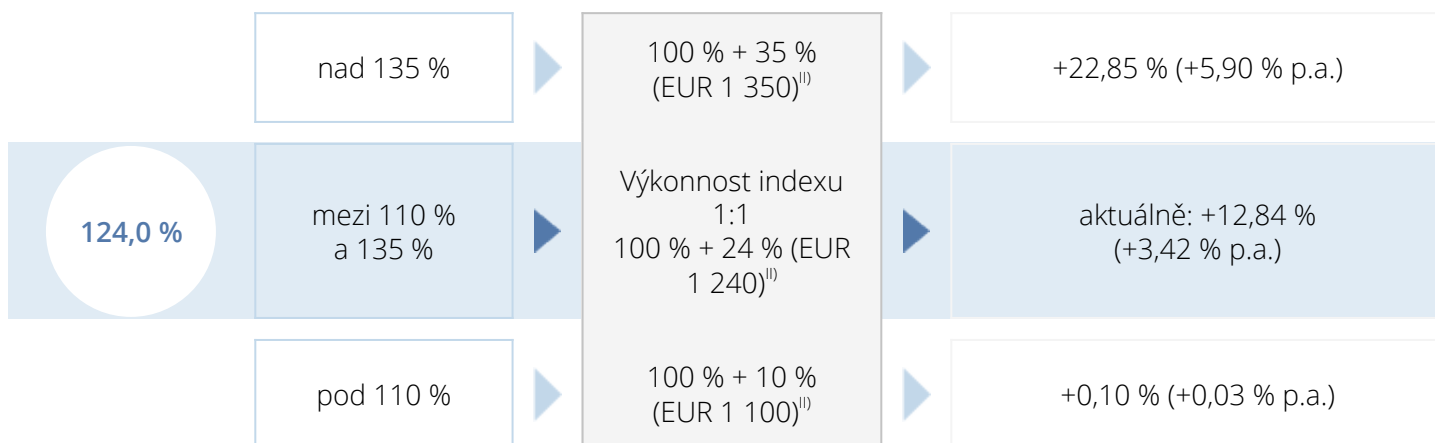 nad 135 %
100 % + 35 %
(EUR 1 350)II)
+22,85 % (+5,90 % p.a.)
124,0 %
mezi 110 %
a 135 %
Výkonnost indexu
1:1
100 % + 24 % (EUR
1 240)II)
aktuálně: +12,84 %
(+3,42 % p.a.)
pod 110 %
100 % + 10 %
(EUR 1 100)II)
+0,10 % (+0,03 % p.a.)